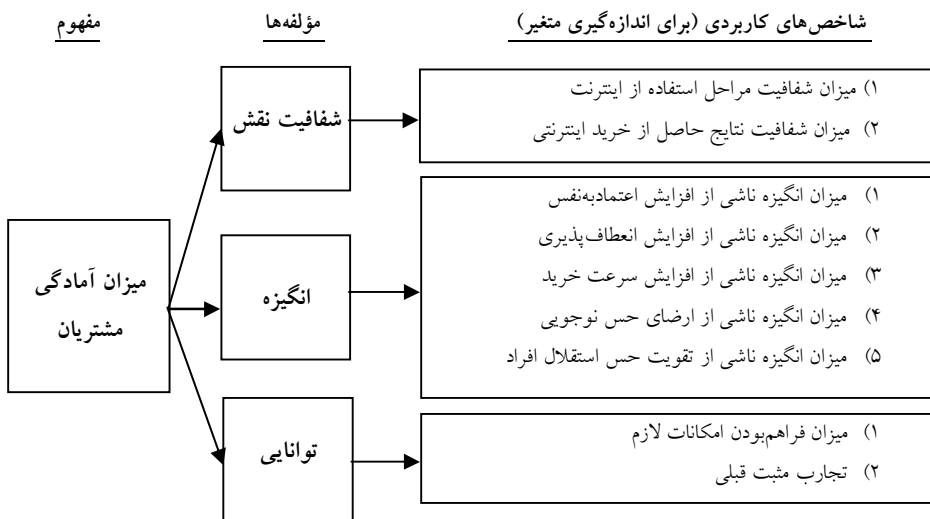 شاخص‌های کاربردی (برای اندازه‌گیری متغیر)
مؤلفه‌ها
مفهوم
شفافیت نقش
۱) میزان شفافیت مراحل استفاده از اینترنت
۲) میزان شفافیت نتایج حاصل از خرید اینترنتی
میزان آمادگی
مشتریان
انگیزه
۱) میزان انگیزه ناشی از افزایش اعتمادبه‌نفس
۲) میزان انگیزه ناشی از افزایش انعطاف‌پذیری
۳) میزان انگیزه ناشی از افزایش سرعت خرید
۴) میزان انگیزه ناشی از ارضای حس نوجویی
۵) میزان انگیزه ناشی از تقویت حس استقلال افراد
توانایی
۱) میزان فراهم‌بودن امکانات لازم
۲) تجارب مثبت قبلی